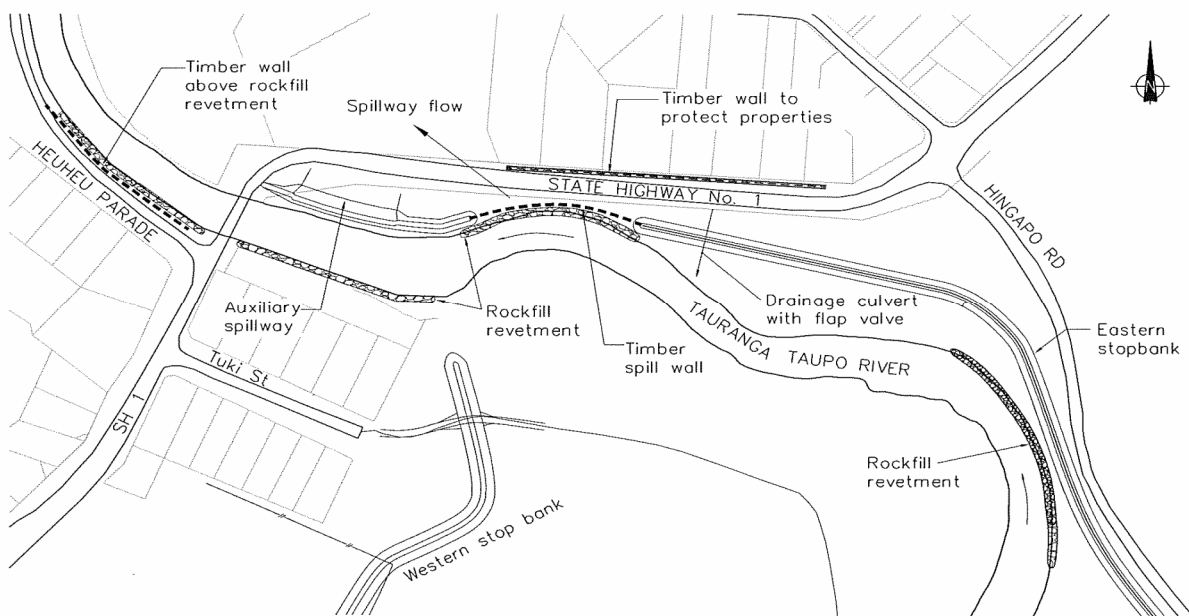 Timber wall
above rockfill
revetment
Spillway flow
Timber wall to
protect properties
N
HEUHEU PARADE
STATE HIGHWAY No. 1
HINGAPO RD
Auxiliary
spillway
Rockfill
revetment
Drainage culvert
with flap valve
TAURANGA TAUPO RIVER
Eastern
stopbank
Timber
spill wall
Tuki St
SH 1
Rockfill
revetment
Western stop bank